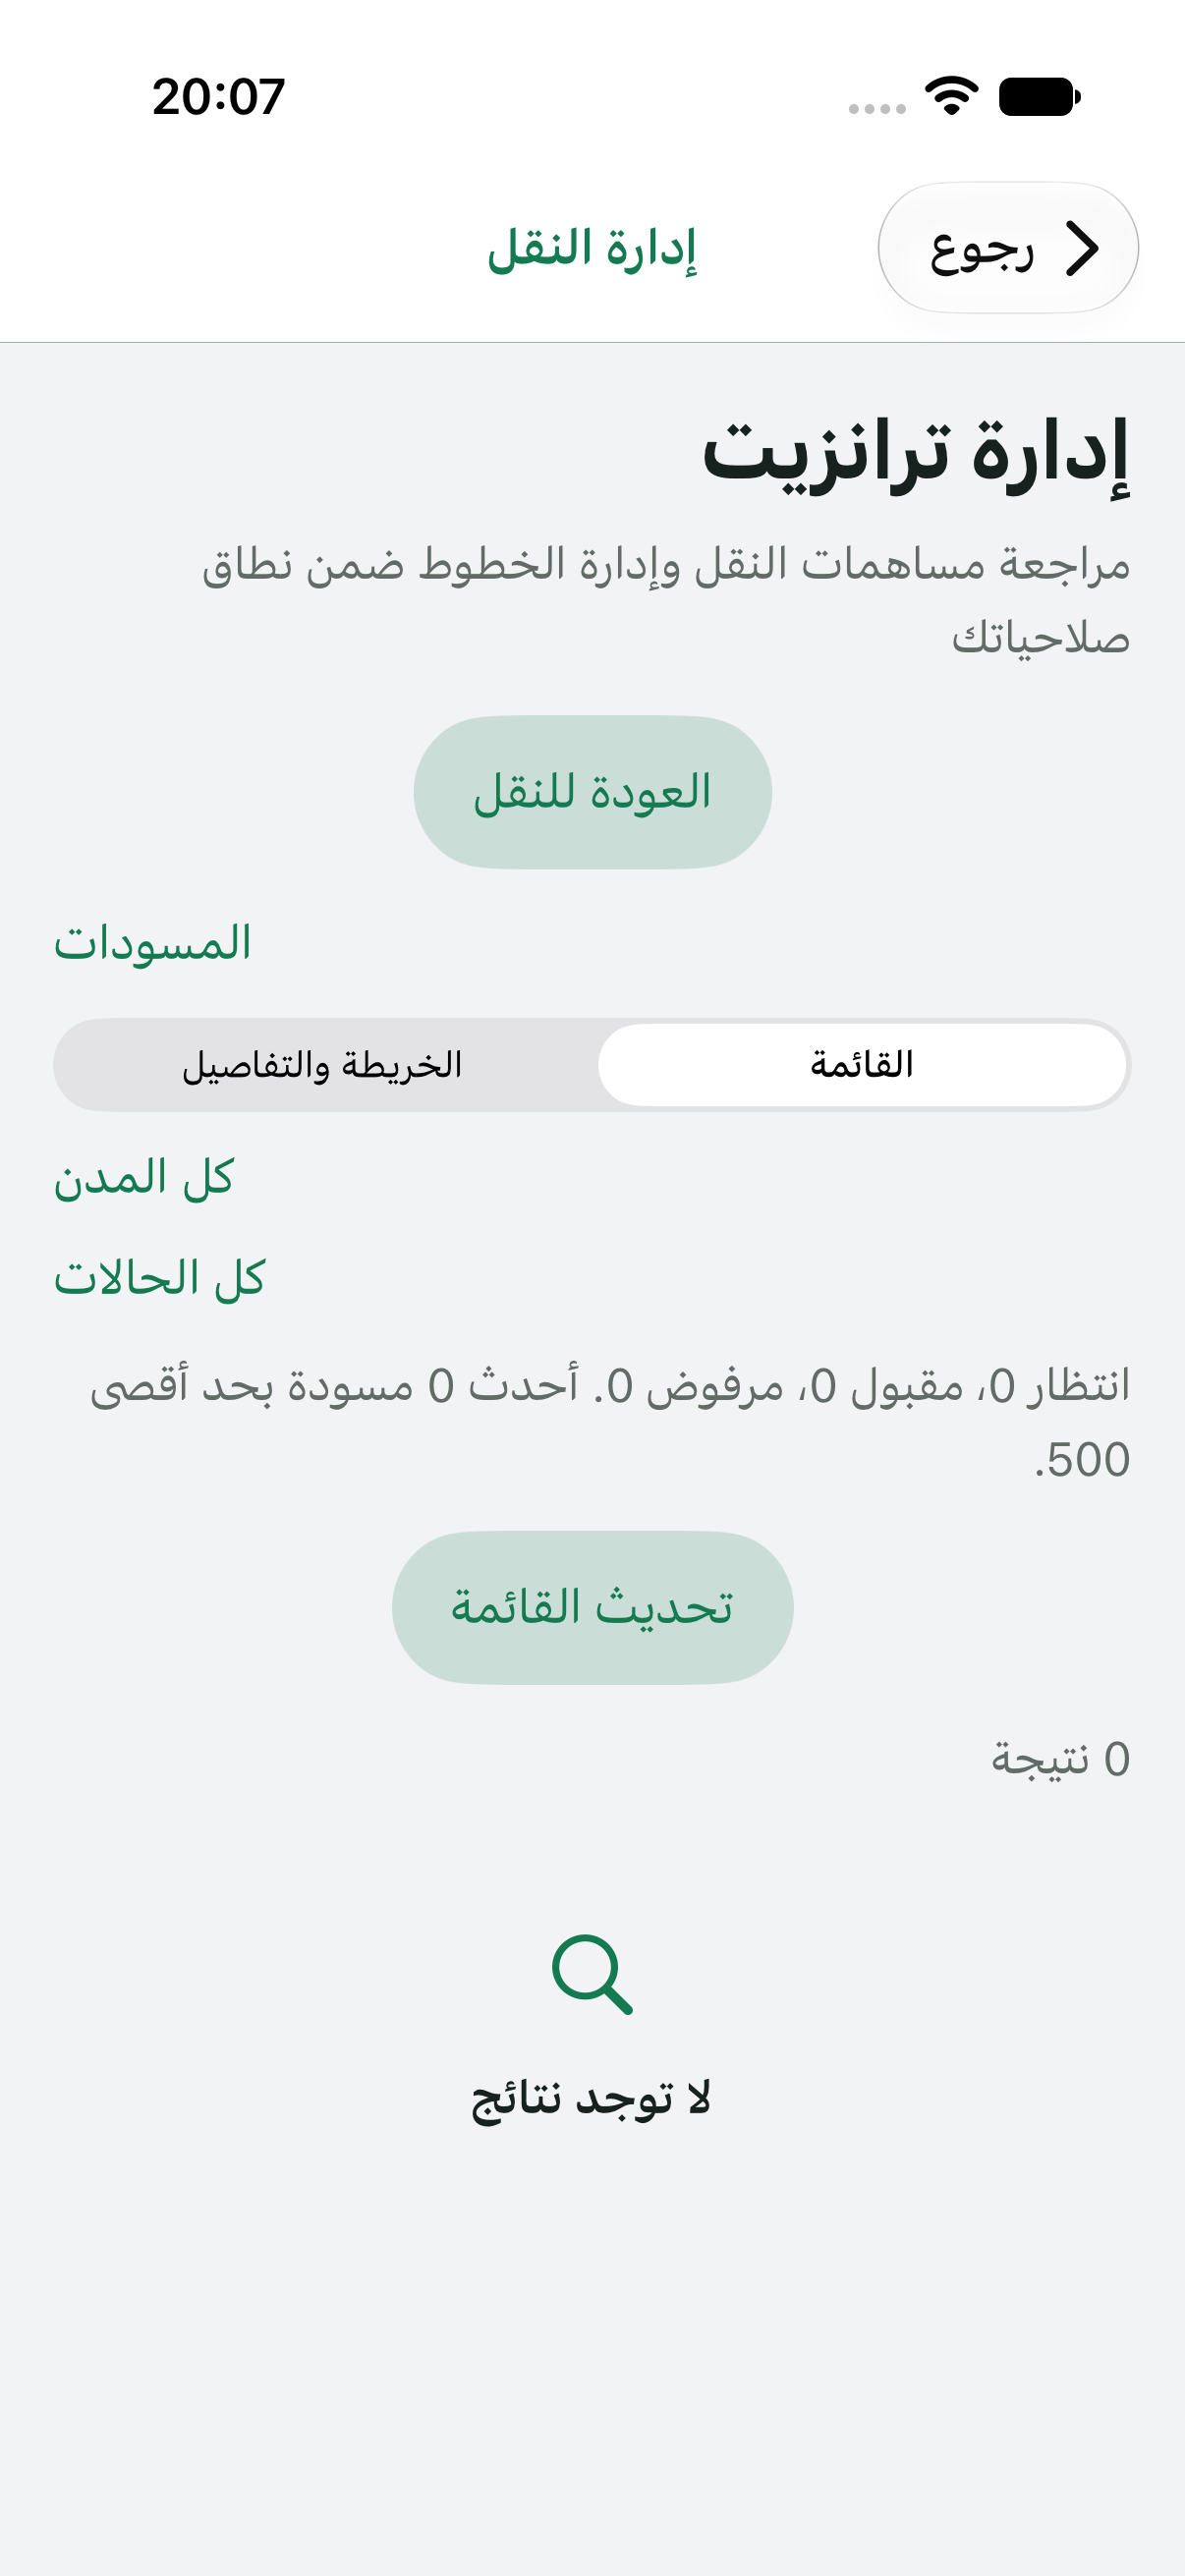 20:07
رجوع
إدارة النقل
إدارة ترانزيت
مراجعة مساهمات النقل وإدارة الخطوط ضمن نطاق
صلاحياتك
العودة للنقل
المسودات
القائمة
الخريطة والتفاصيل
كل المدن
كل الحالات
انتظار 0، مقبول 0، مرفوض 0. أحدث 0 مسودة بحد أقصى
500.
تحديث القائمة
0 نتيجة
لا توجد نتائج